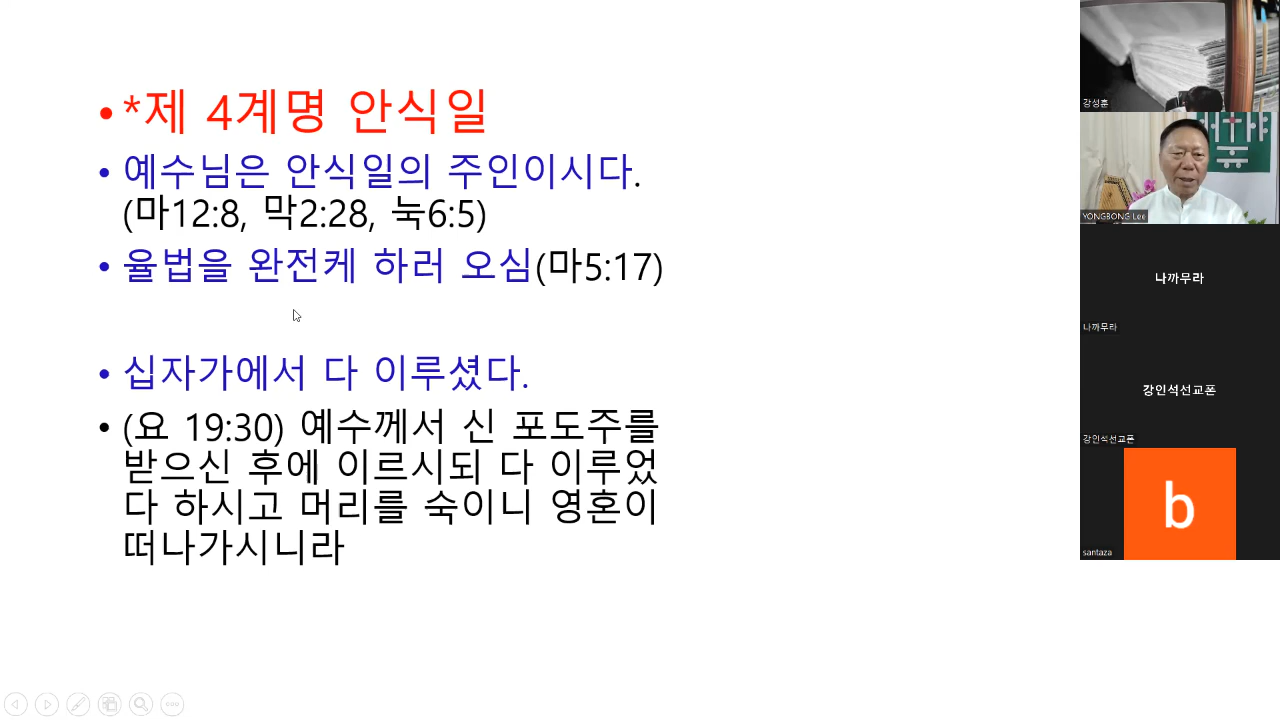 • *제 4계명 안식일
• 예수님은 안식일의 주인이시다.
(마12:8, 막2:28, 눅6:5)
• 율법을 완전케 하러 오심(마5:17)
• 십자가에서 다 이루셨다.
• (요 19:30) 예수께서 신 포도주를
받으신 후에 이르시되 다 이루었
다 하시고 머리를 숙이니 영혼이
떠나가시니라
강성훈
YONGBONG Lee
나까무라
나까무라
강인석선교폰
강인석선교폰
b
santaza